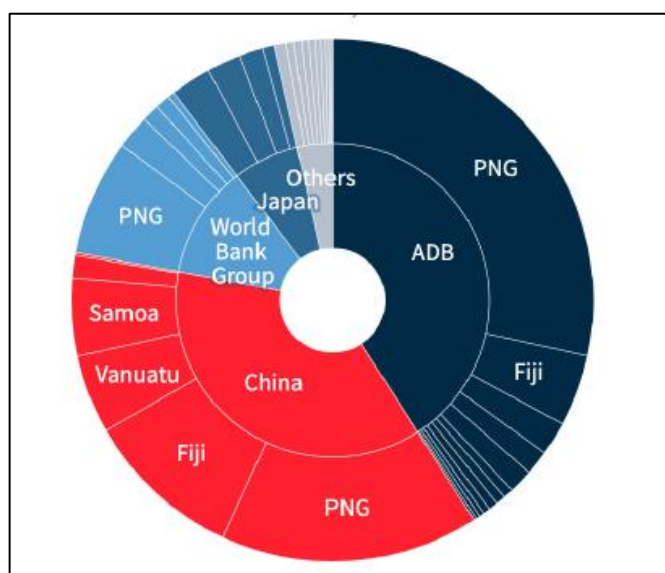 PNG
Others
Japan
PNG
World
Bank
Group
ADB
Samoa
Fiji
Vanuatu
China
Fiji
PNG